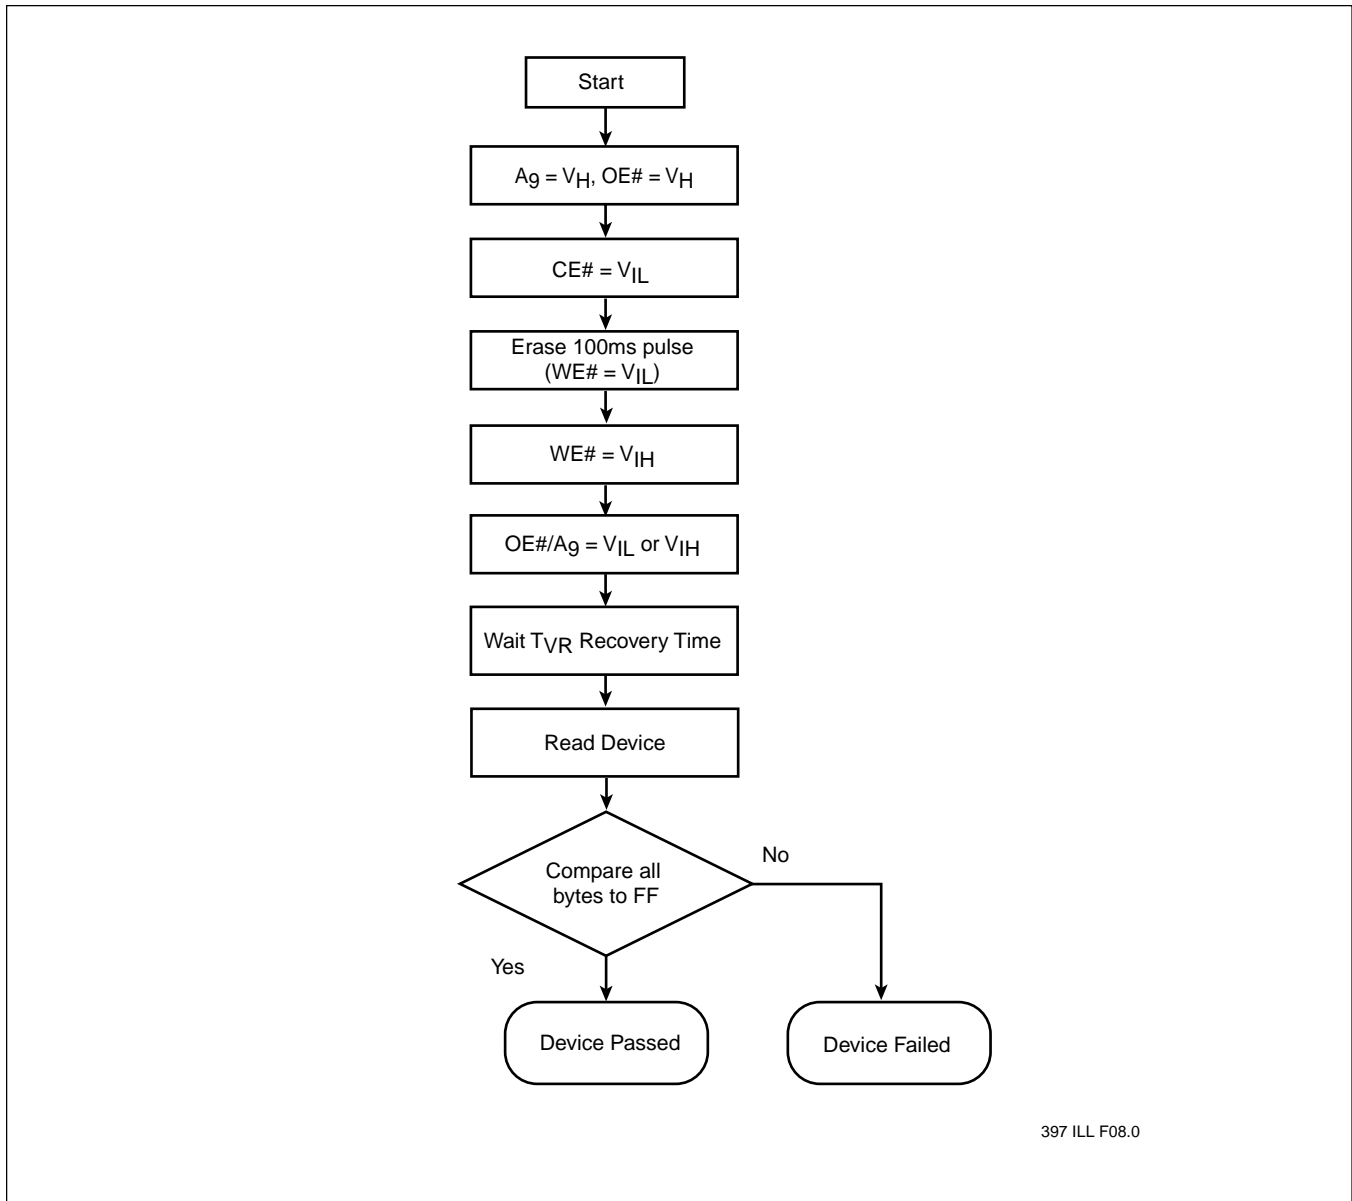 Start
A9 = VH, OE# = VH
CE# = VIL
Erase 100ms pulse
(WE# = VIL)
WE# = VIH
OE#/A9 = VIL or VIH
Wait TVR Recovery Time
Read Device
Compare all
bytes to FF
No
Yes
Device Passed
Device Failed
397 ILL F08.0